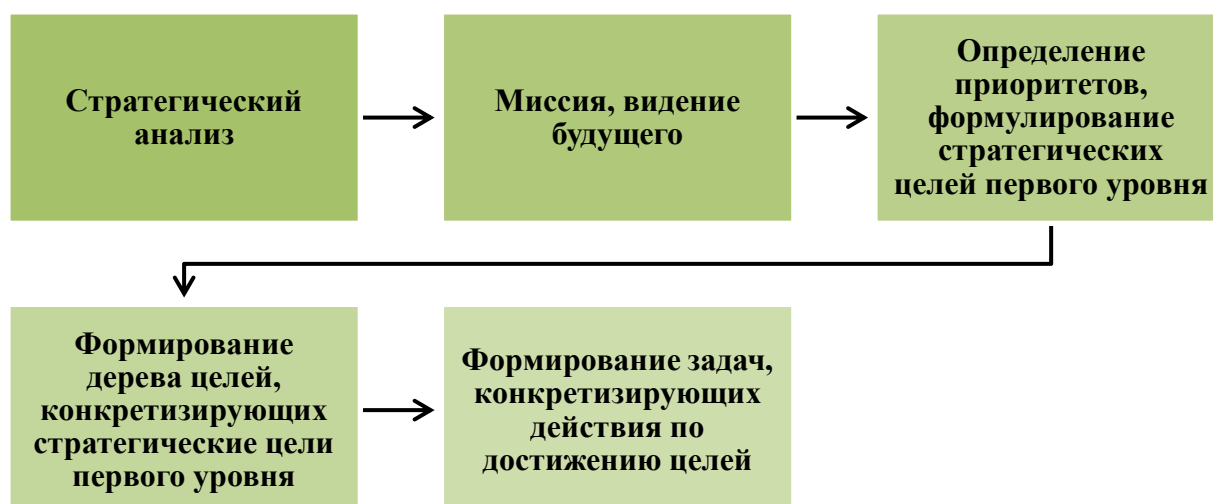 Стратегический
анализ
Миссия, видение
будущего
Определение
приоритетов,
формулирование
стратегических
целей первого уровня
Формирование
дерева целей,
конкретизирующих
стратегические цели
первого уровня
Формирование задач,
конкретизирующих
действия по
достижению целей